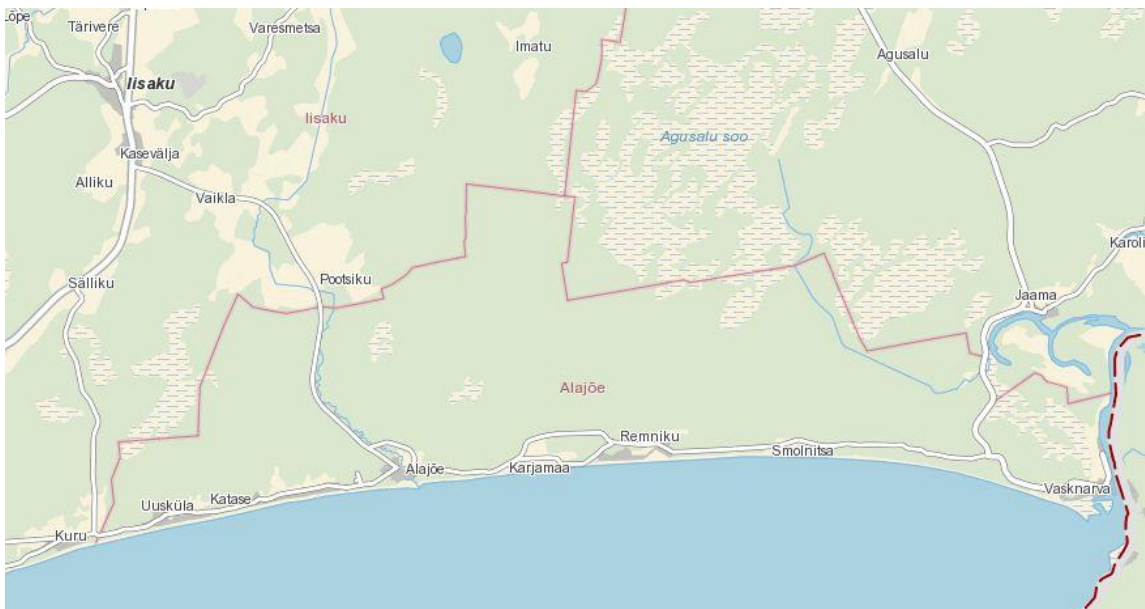 Lõpe
Tärivere
Varesmetsa
Imatu
Agusalu
Iisaku
Iisaku
Agusalu soo
Kasevälja
Alliku
Vaikla
Karoli
Pootsiku
Sälliku
Jaama
Alajõe
Remniku
Smolnitsa
Alajõe
Karjamaa
Katase
Uusküla
Vasknarva
Kuru